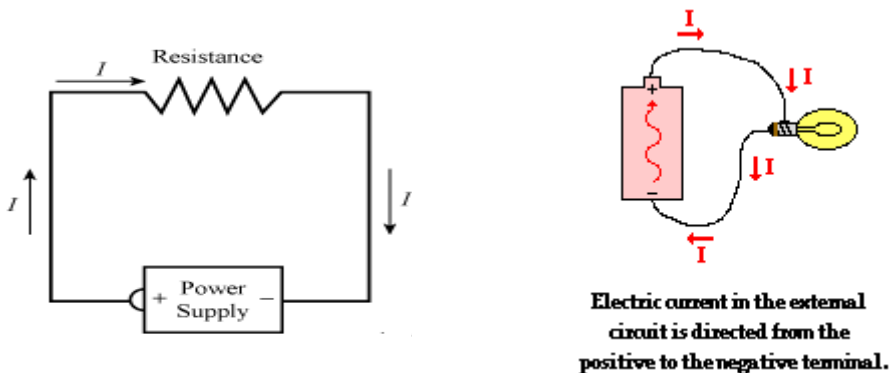 Resistance
I
I
I
+ Power −
Supply
I
I
+
I
−
I
Electric current in the external
circuit is directed from the
positive to the negative terminal.